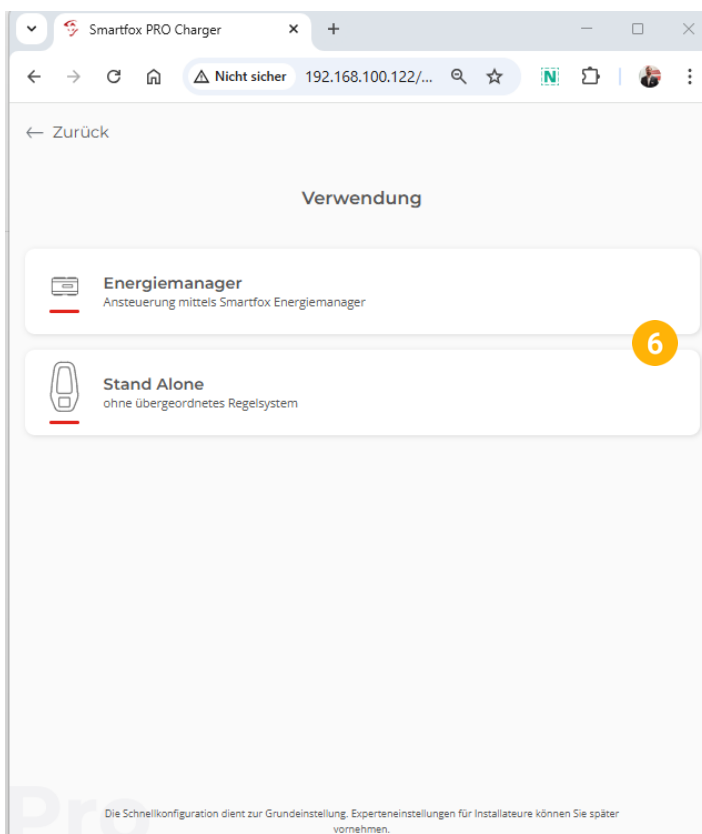 Smartfox PRO Charger
Nicht sicher 192.168.100.122/...
N
← Zurück
Verwendung
Energiemanager
Ansteuerung mittels Smartfox Energiemanager
6
Stand Alone
ohne übergeordnetes Regelsystem
Pro
Die Schnellkonfiguration dient zur Grundeinstellung. Experteneinstellungen für Installateure können Sie später
vornehmen.